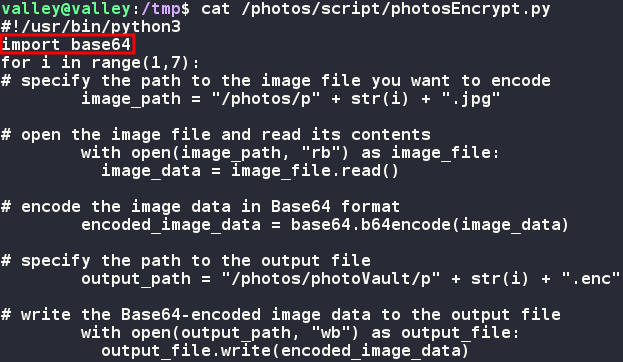 valley@valley:/tmp$ cat /photos/script/photosEncrypt.py
#!/usr/bin/python3
import base64
for i in range(1,7):
# specify the path to the image file you want to encode
        image_path = "/photos/p" + str(i) + ".jpg"

# open the image file and read its contents
        with open(image_path, "rb") as image_file:
          image_data = image_file.read()

# encode the image data in Base64 format
        encoded_image_data = base64.b64encode(image_data)

# specify the path to the output file
        output_path = "/photos/photoVault/p" + str(i) + ".enc"

# write the Base64-encoded image data to the output file
        with open(output_path, "wb") as output_file:
          output_file.write(encoded_image_data)